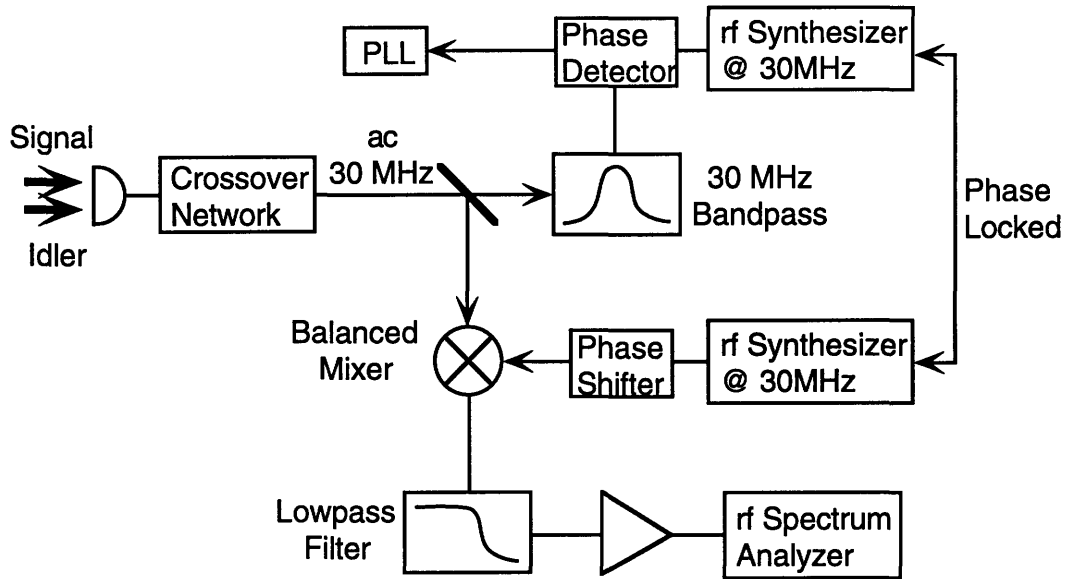 PLL
Phase
Detector
rf Synthesizer
@ 30MHz
Signal
Idler
Crossover
Network
ac
30 MHz
30 MHz
Bandpass
Phase
Locked
Balanced
Mixer
Phase
Shifter
rf Synthesizer
@ 30MHz
Lowpass
Filter
rf Spectrum
Analyzer